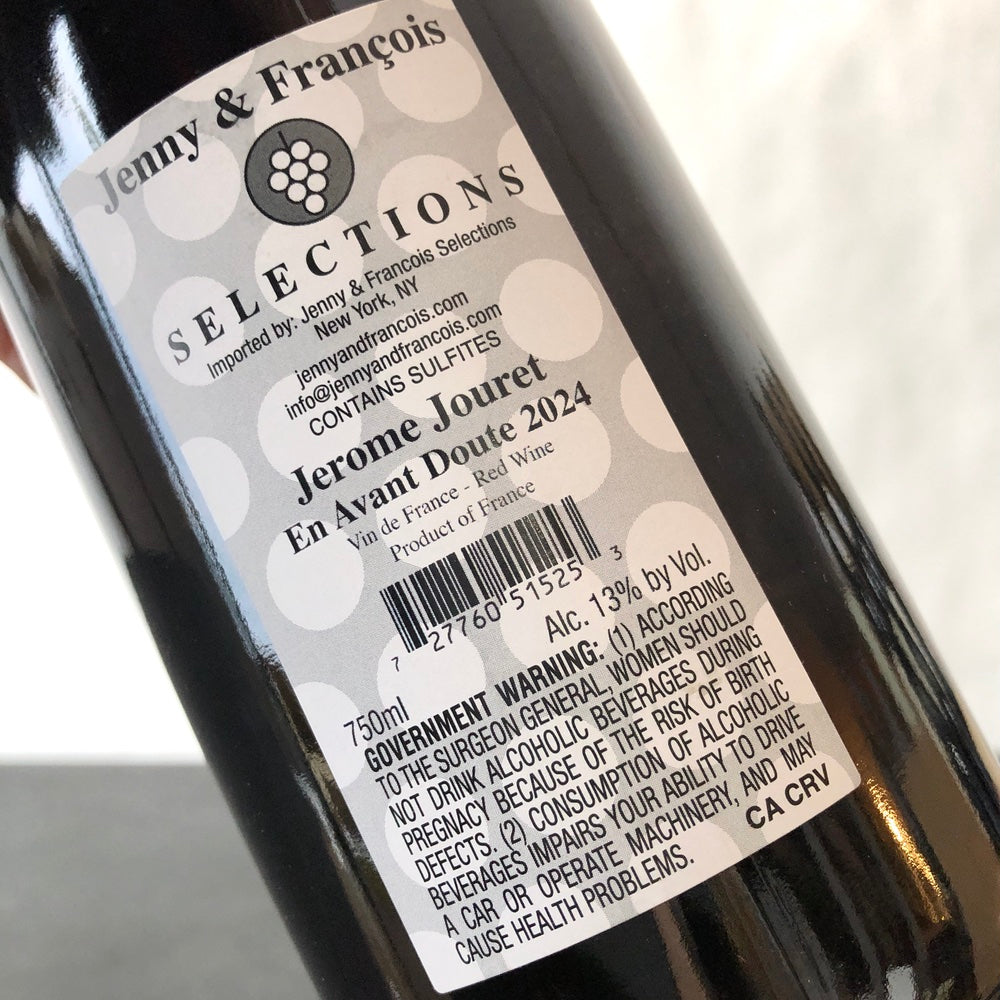 Jenny & François
SELECTIONS
Imported by: Jenny & Francois Selections
New York, NY
jennyandfrancois.com
info@jennyandfrancois.com
CONTAINS SULFITES
Jerome Jouret
En Avant Doute 2024
Vin de France - Red Wine
Product of France
7 27760 51525 3
750ml Alc. 13% by Vol.
GOVERNMENT WARNING: (1) ACCORDING
TO THE SURGEON GENERAL, WOMEN SHOULD
NOT DRINK ALCOHOLIC BEVERAGES DURING
PREGNACY BECAUSE OF THE RISK OF BIRTH
DEFECTS. (2) CONSUMPTION OF ALCOHOLIC
BEVERAGES IMPAIRS YOUR ABILITY TO DRIVE
A CAR OR OPERATE MACHINERY, AND MAY
CAUSE HEALTH PROBLEMS.
CA CRV